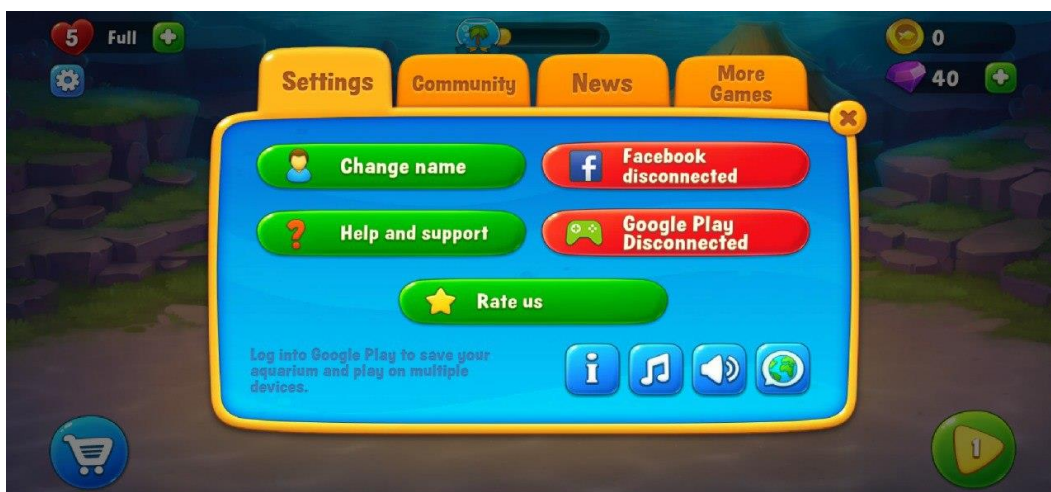 5 Full
0
40
Settings
Community
News
More
Games
Change name
Facebook
disconnected
Help and support
Google Play
Disconnected
Rate us
Log into Google Play to save your
aquarium and play on multiple
devices.
1